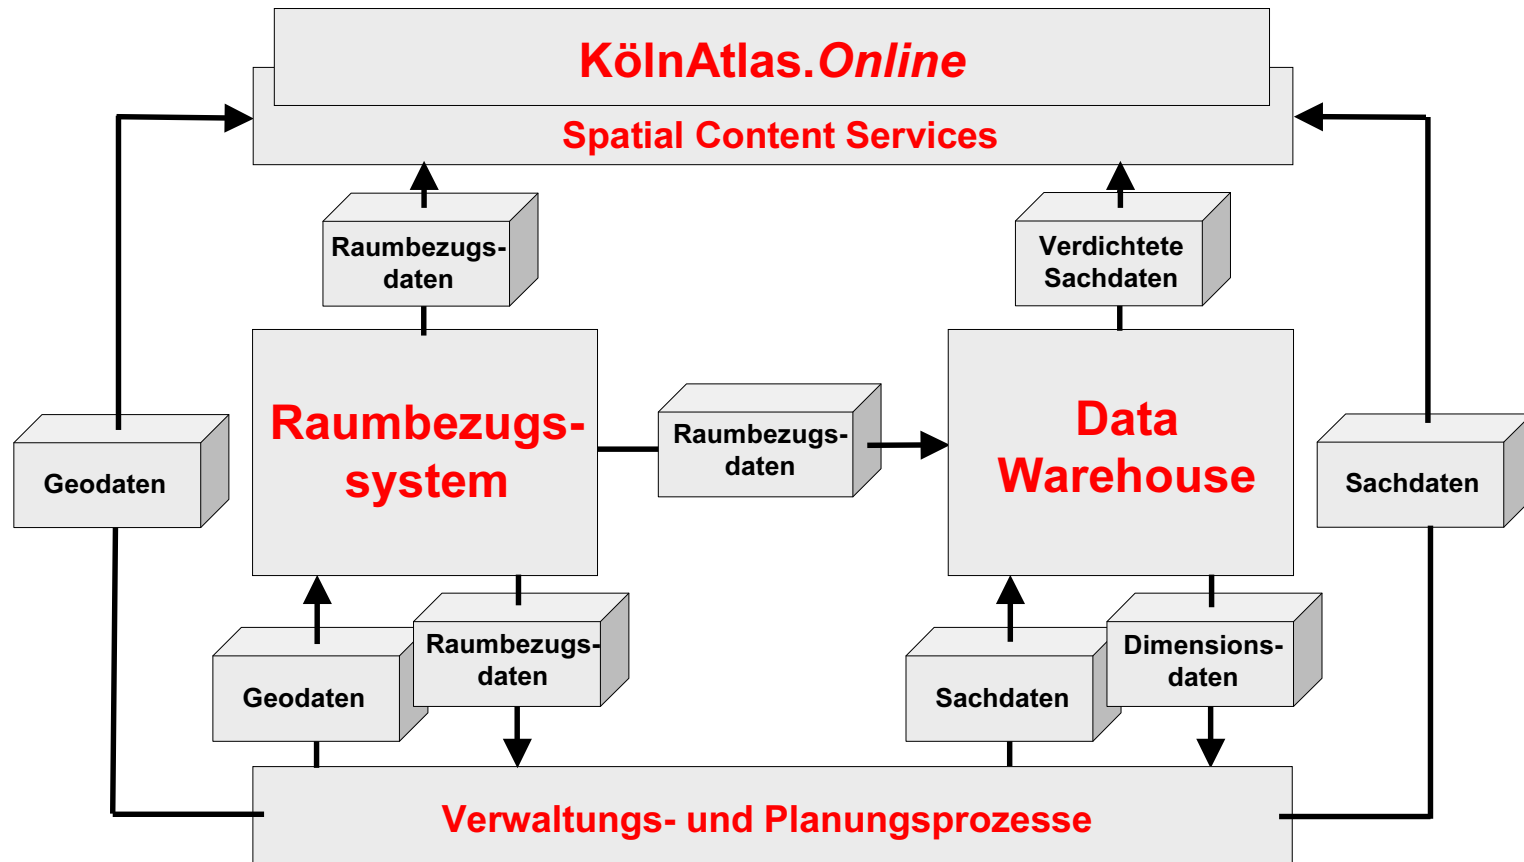 KölnAtlas.Online
Spatial Content Services
Raumbezugs-
daten
Verdichtete
Sachdaten
Raumbezugs-
system
Raumbezugs-
daten
Data
Warehouse
Geodaten
Sachdaten
Geodaten
Raumbezugs-
daten
Sachdaten
Dimensions-
daten
Verwaltungs- und Planungsprozesse